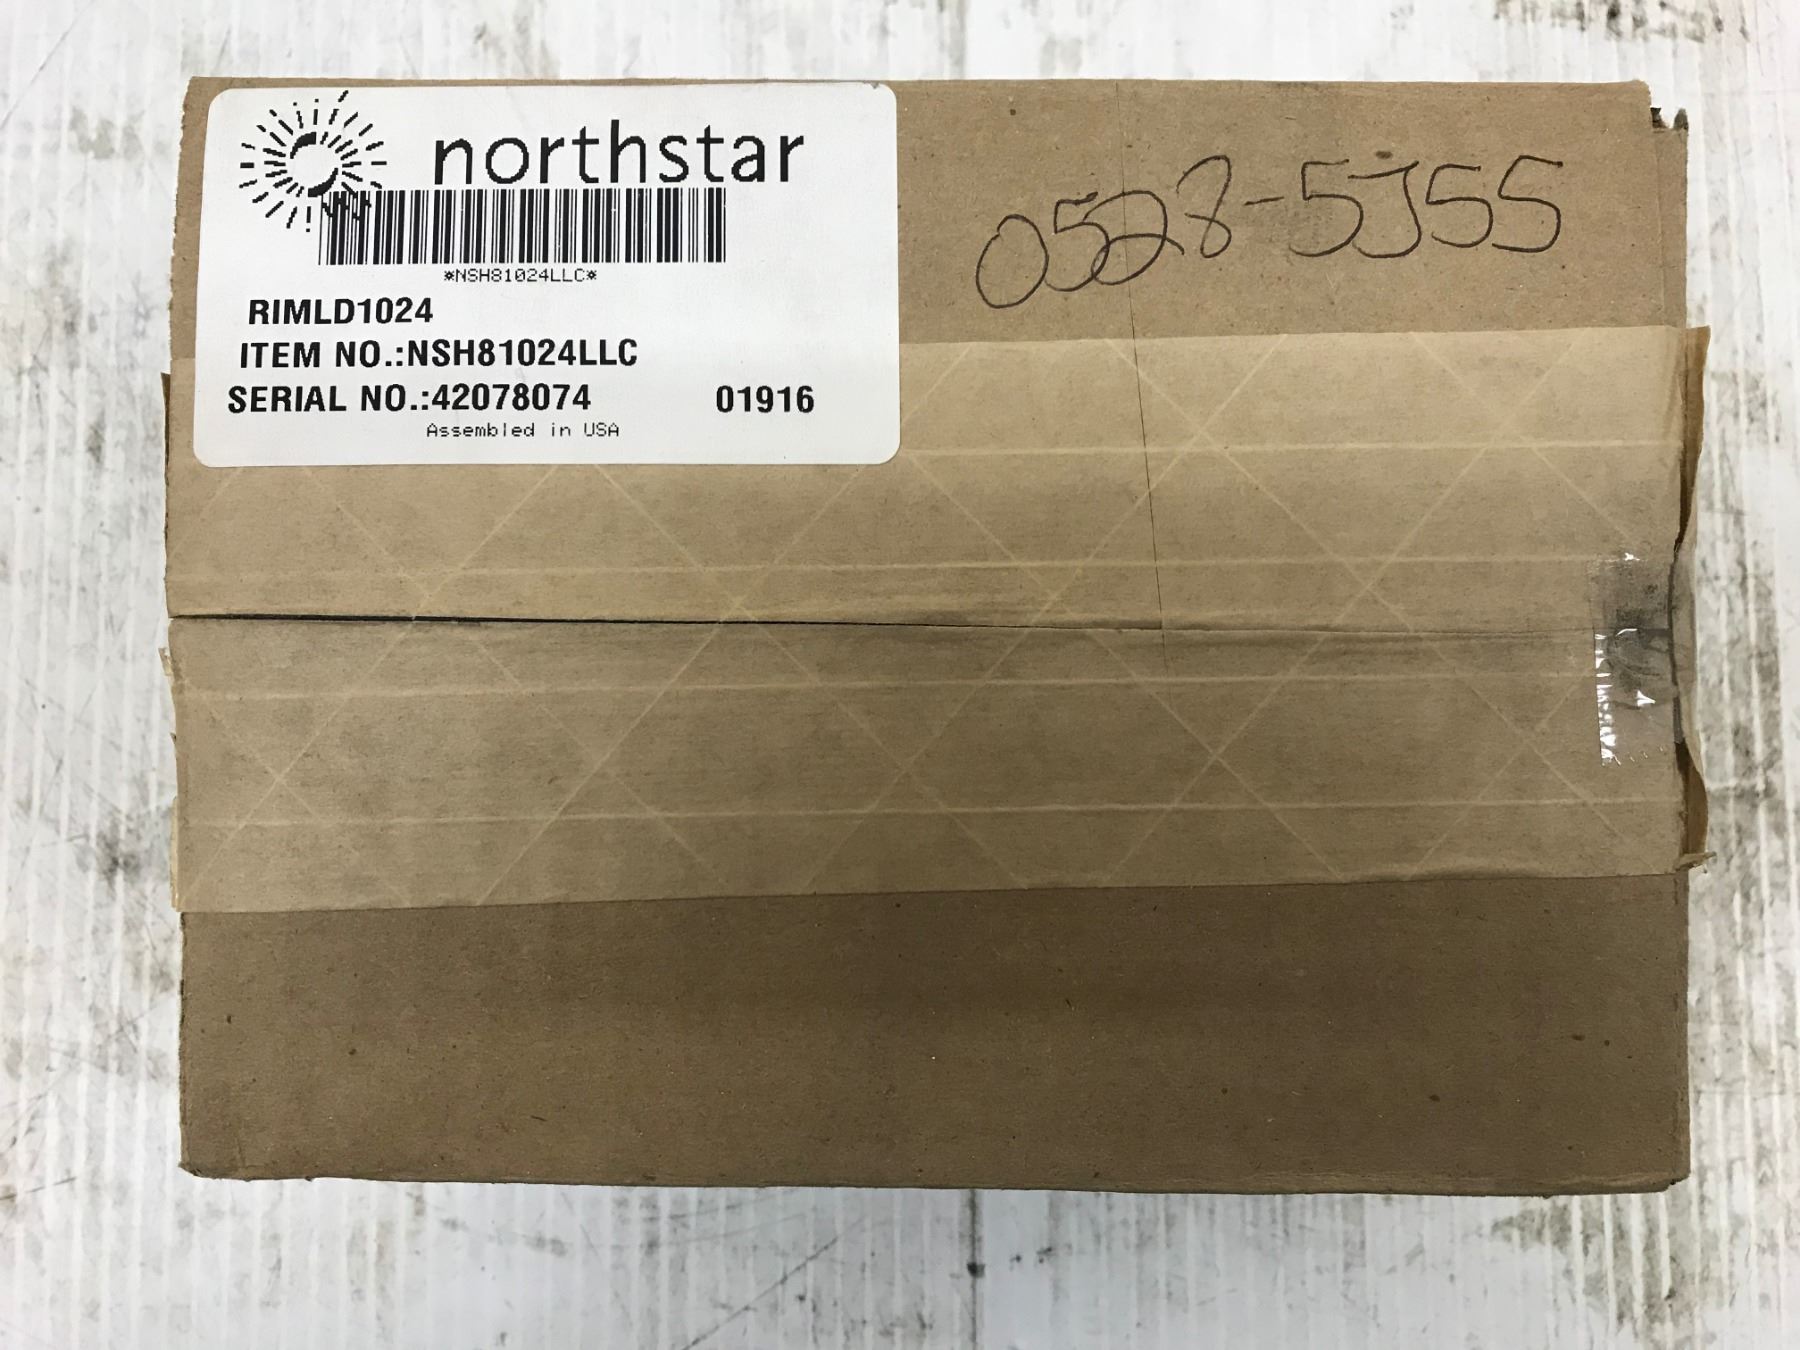 northstar
*NSH81024LLC*
RIMLD1024
ITEM NO.:NSH81024LLC
SERIAL NO.:42078074 01916
Assembled in USA
0528-5J55